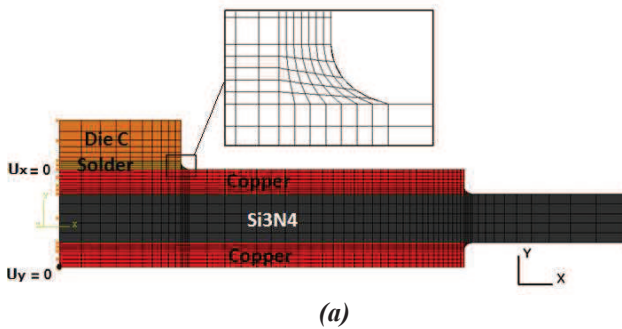 Die C
Solder
Ux = 0
Copper
Si3N4
Copper
Uy = 0
Y
X
(a)